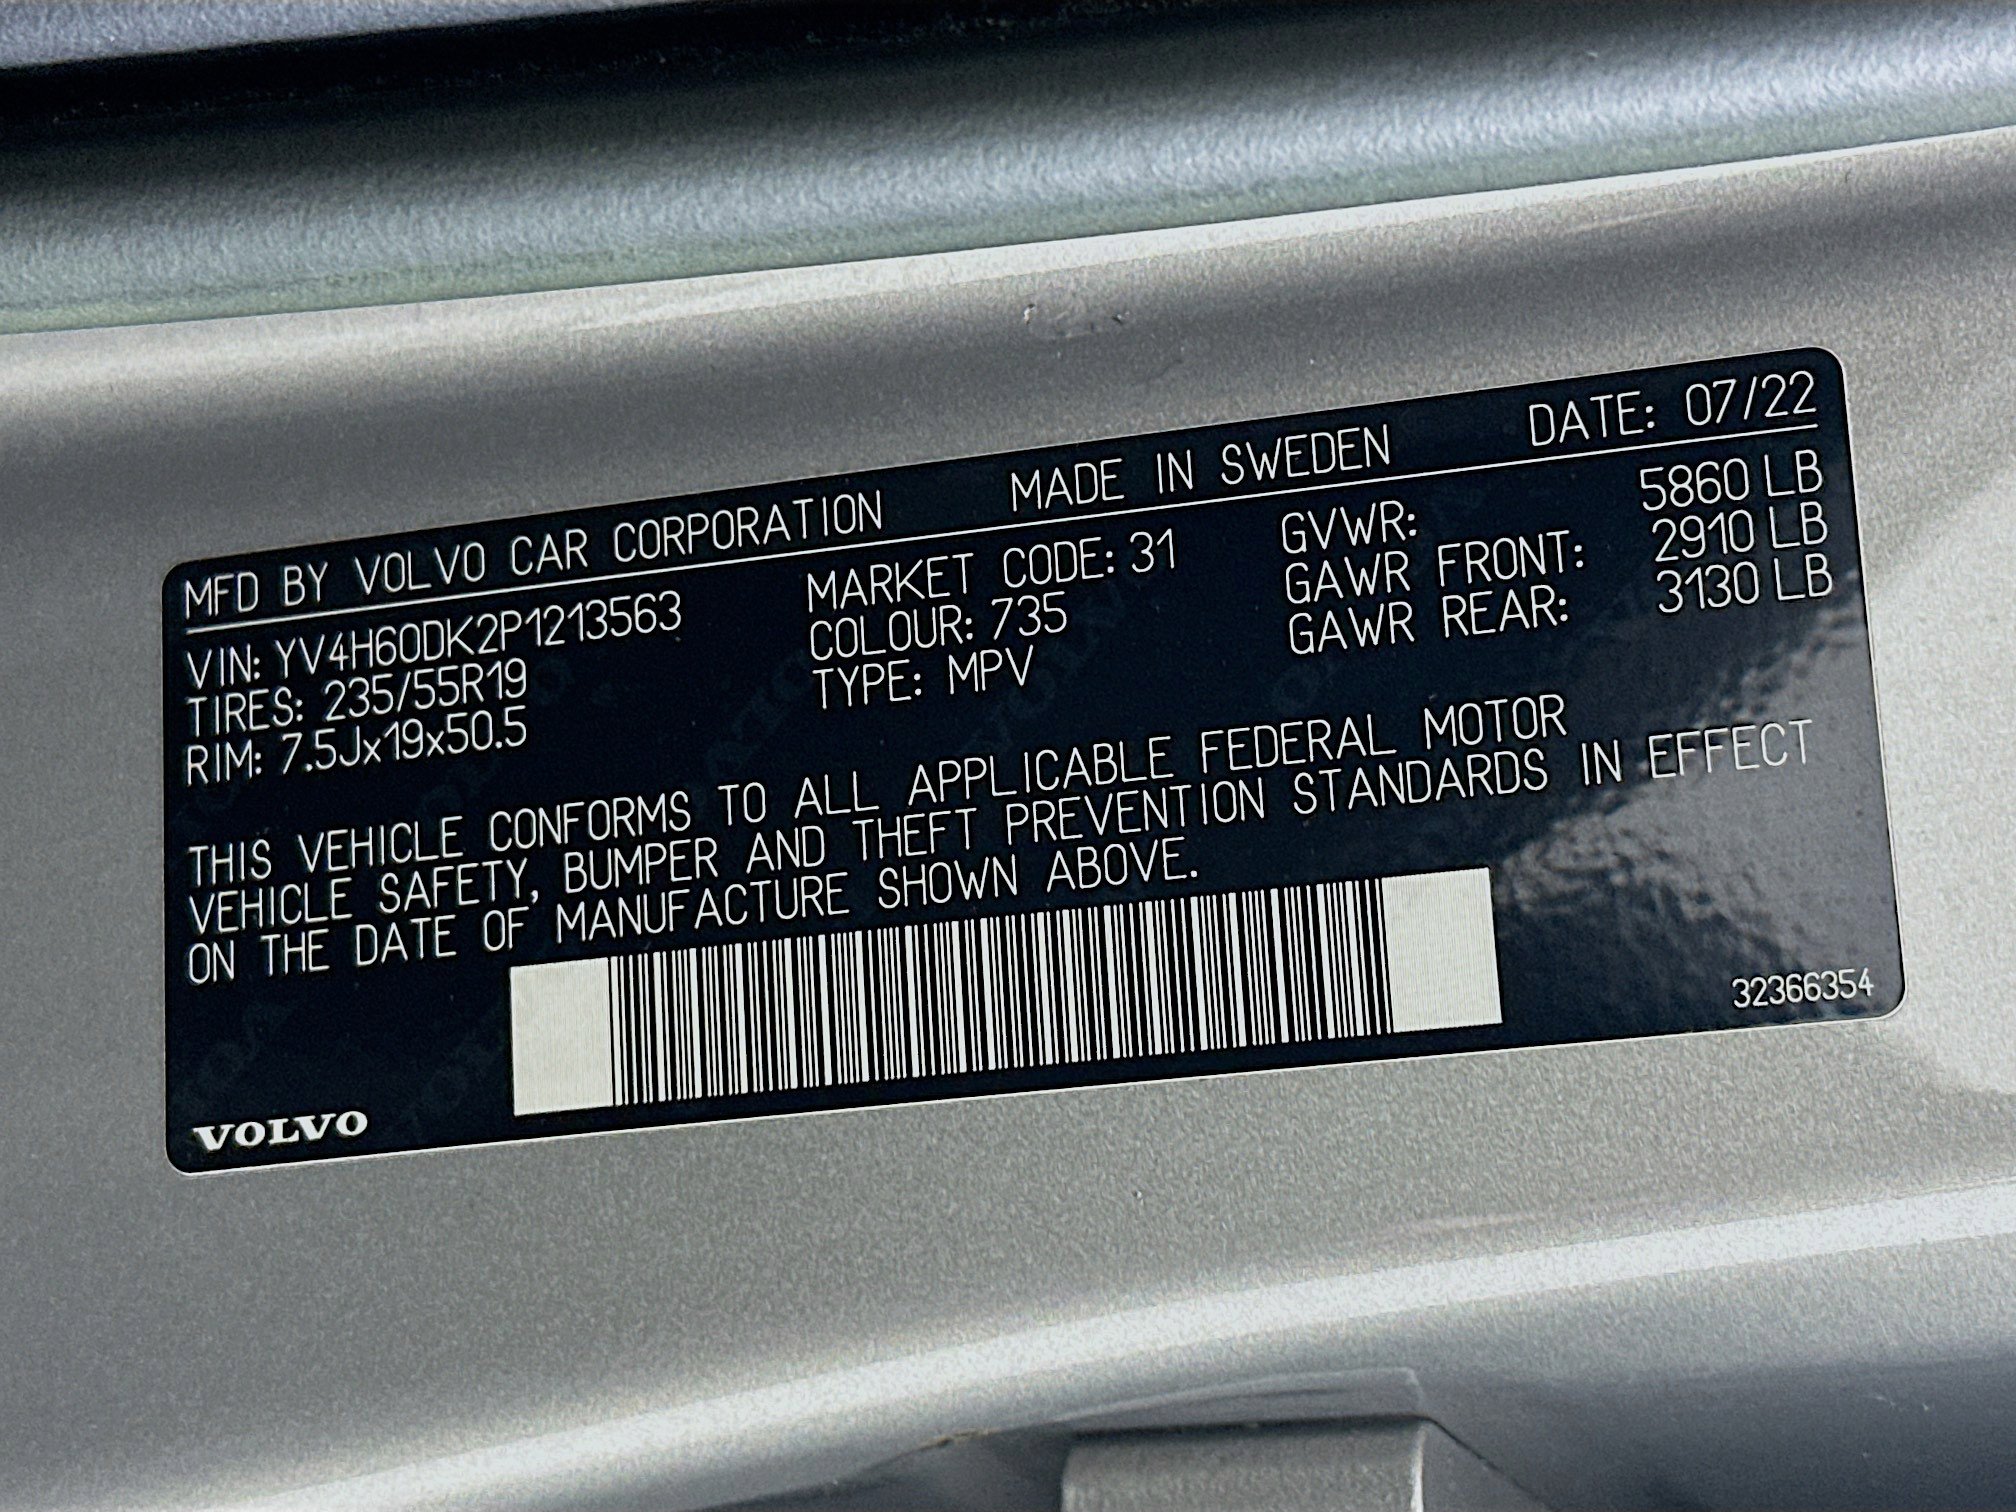 MFD BY VOLVO CAR CORPORATION MADE IN SWEDEN DATE: 07/22
VIN: YV4H60DK2P1213563 MARKET CODE: 31 GVWR: 5860 LB
TIRES: 235/55R19 COLOUR: 735 GAWR FRONT: 2910 LB
RIM: 7.5Jx19x50.5 TYPE: MPV GAWR REAR: 3130 LB
THIS VEHICLE CONFORMS TO ALL APPLICABLE FEDERAL MOTOR
VEHICLE SAFETY, BUMPER AND THEFT PREVENTION STANDARDS IN EFFECT
ON THE DATE OF MANUFACTURE SHOWN ABOVE.
32366354
VOLVO